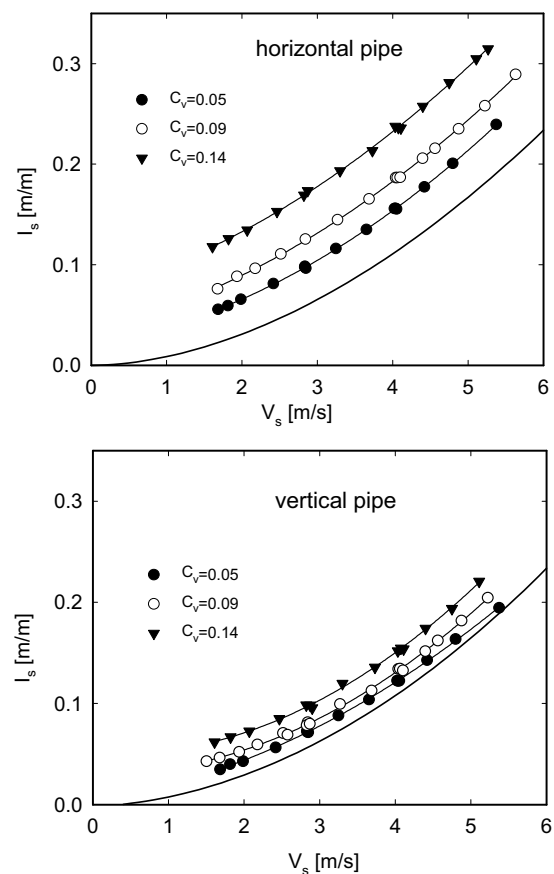 horizontal pipe
0.3
Cv=0.05
Cv=0.09
Cv=0.14
0.2
Is [m/m]
0.1
0.0
0 1 2 3 4 5 6
Vs [m/s]
vertical pipe
0.3
Cv=0.05
Cv=0.09
Cv=0.14
0.2
Is [m/m]
0.1
0.0
0 1 2 3 4 5 6
Vs [m/s]